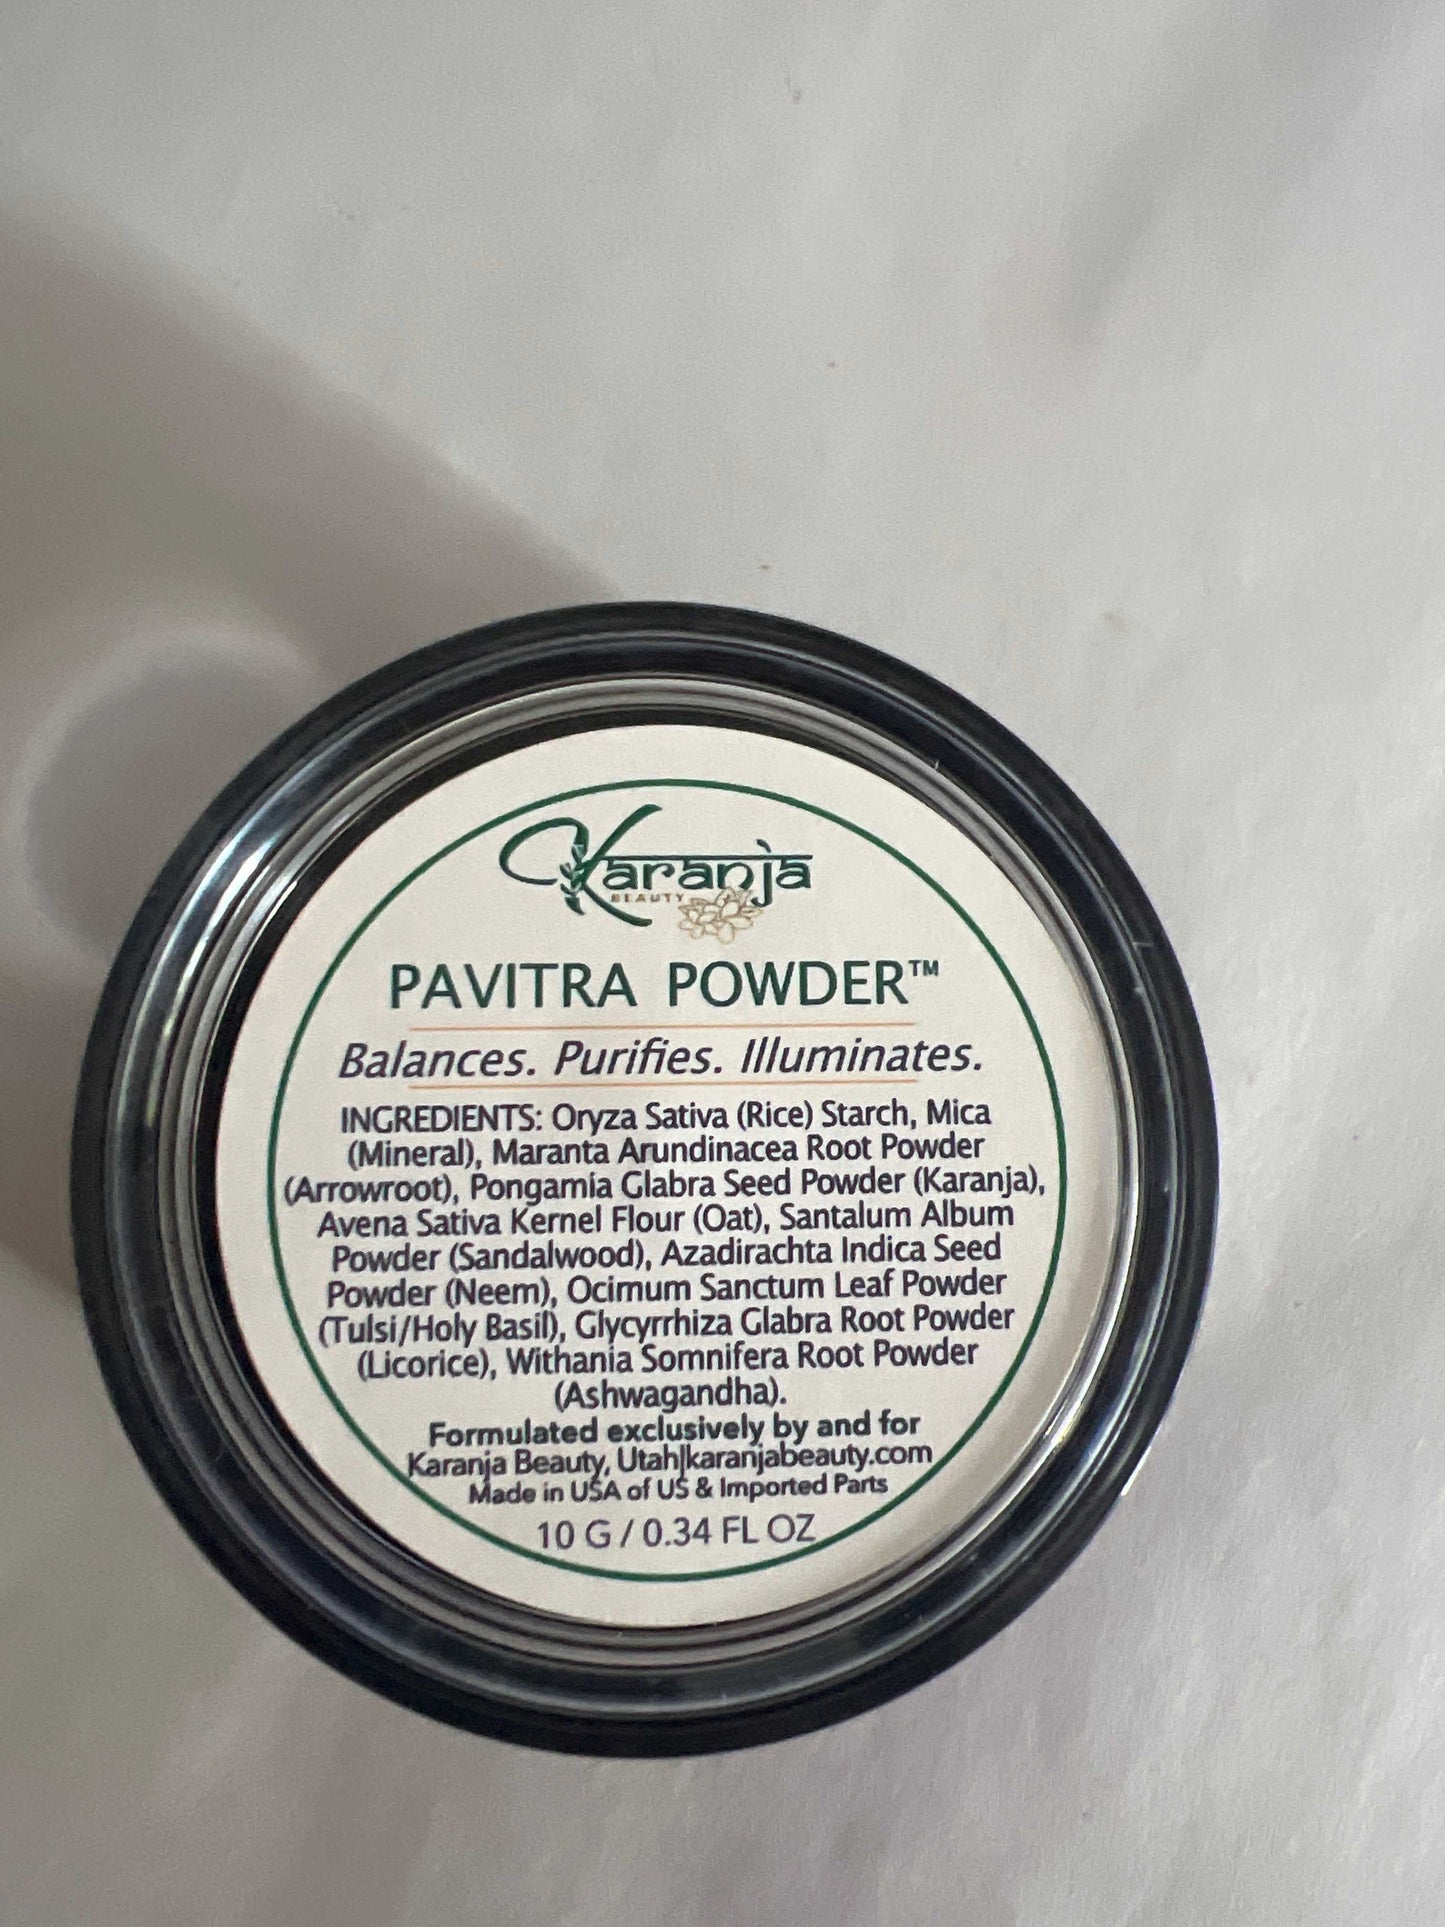 Karanja
BEAUTY
PAVITRA POWDER™
Balances. Purifies. Illuminates.
INGREDIENTS: Oryza Sativa (Rice) Starch, Mica
(Mineral), Maranta Arundinacea Root Powder
(Arrowroot), Pongamia Glabra Seed Powder (Karanja),
Avena Sativa Kernel Flour (Oat), Santalum Album
Powder (Sandalwood), Azadirachta Indica Seed
Powder (Neem), Ocimum Sanctum Leaf Powder
(Tulsi/Holy Basil), Glycyrrhiza Glabra Root Powder
(Licorice), Withania Somnifera Root Powder
(Ashwagandha).
Formulated exclusively by and for
Karanja Beauty, Utah|karanjabeauty.com
Made in USA of US & Imported Parts
10 G / 0.34 FL OZ